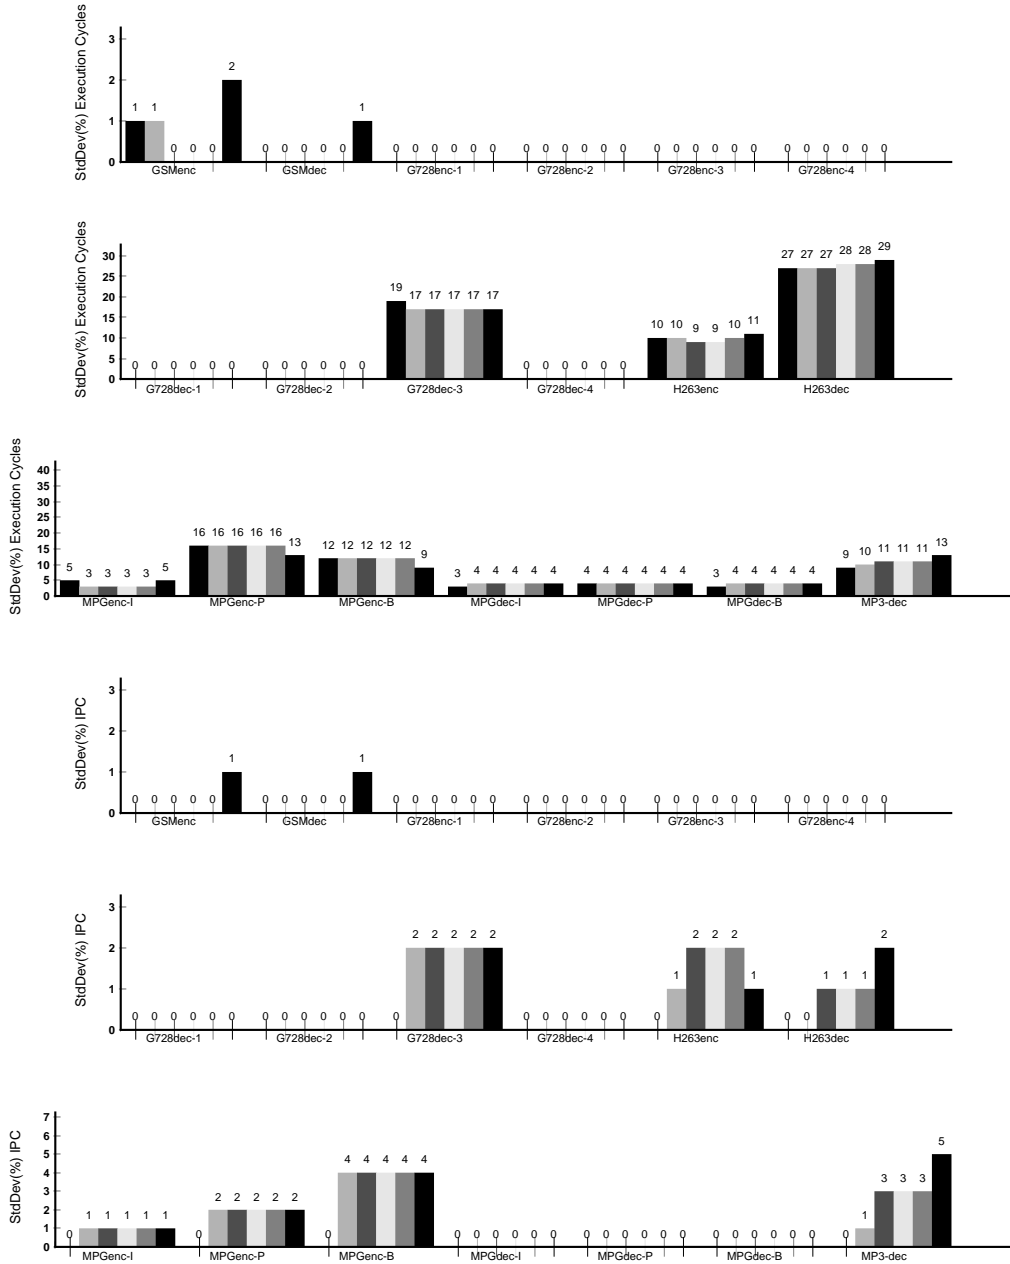 StdDev(%) Execution Cycles
3
2
1
0
1 1 0 0 0 2 0 0 0 0 0 1 0 0 0 0 0 0 0 0 0 0 0 0 0 0 0 0 0 0 0 0 0 0 0 0
GSMenc GSMdec G728enc-1 G728enc-2 G728enc-3 G728enc-4
StdDev(%) Execution Cycles
30
25
20
15
10
5
0
0 0 0 0 0 0 0 0 0 0 0 0 19 17 17 17 17 17 0 0 0 0 0 0 10 10 9 9 10 11 27 27 27 28 28 29
G728dec-1 G728dec-2 G728dec-3 G728dec-4 H263enc H263dec
StdDev(%) Execution Cycles
40
35
30
25
20
15
10
5
0
5 3 3 3 3 5 16 16 16 16 16 13 12 12 12 12 12 9 3 4 4 4 4 4 4 4 4 4 4 4 3 4 4 4 4 4 9 10 11 11 11 13
MPGenc-I MPGenc-P MPGenc-B MPGdec-I MPGdec-P MPGdec-B MP3-dec
StdDev(%) IPC
3
2
1
0
0 0 0 0 0 1 0 0 0 0 0 1 0 0 0 0 0 0 0 0 0 0 0 0 0 0 0 0 0 0 0 0 0 0 0 0
GSMenc GSMdec G728enc-1 G728enc-2 G728enc-3 G728enc-4
StdDev(%) IPC
3
2
1
0
0 0 0 0 0 0 0 0 0 0 0 0 0 2 2 2 2 2 0 0 0 0 0 0 0 1 2 2 2 1 0 0 1 1 1 2
G728dec-1 G728dec-2 G728dec-3 G728dec-4 H263enc H263dec
StdDev(%) IPC
7
6
5
4
3
2
1
0
0 1 1 1 1 1 0 2 2 2 2 2 0 4 4 4 4 4 0 0 0 0 0 0 0 0 0 0 0 0 0 0 0 0 0 0 0 1 3 3 3 5
MPGenc-I MPGenc-P MPGenc-B MPGdec-I MPGdec-P MPGdec-B MP3-dec